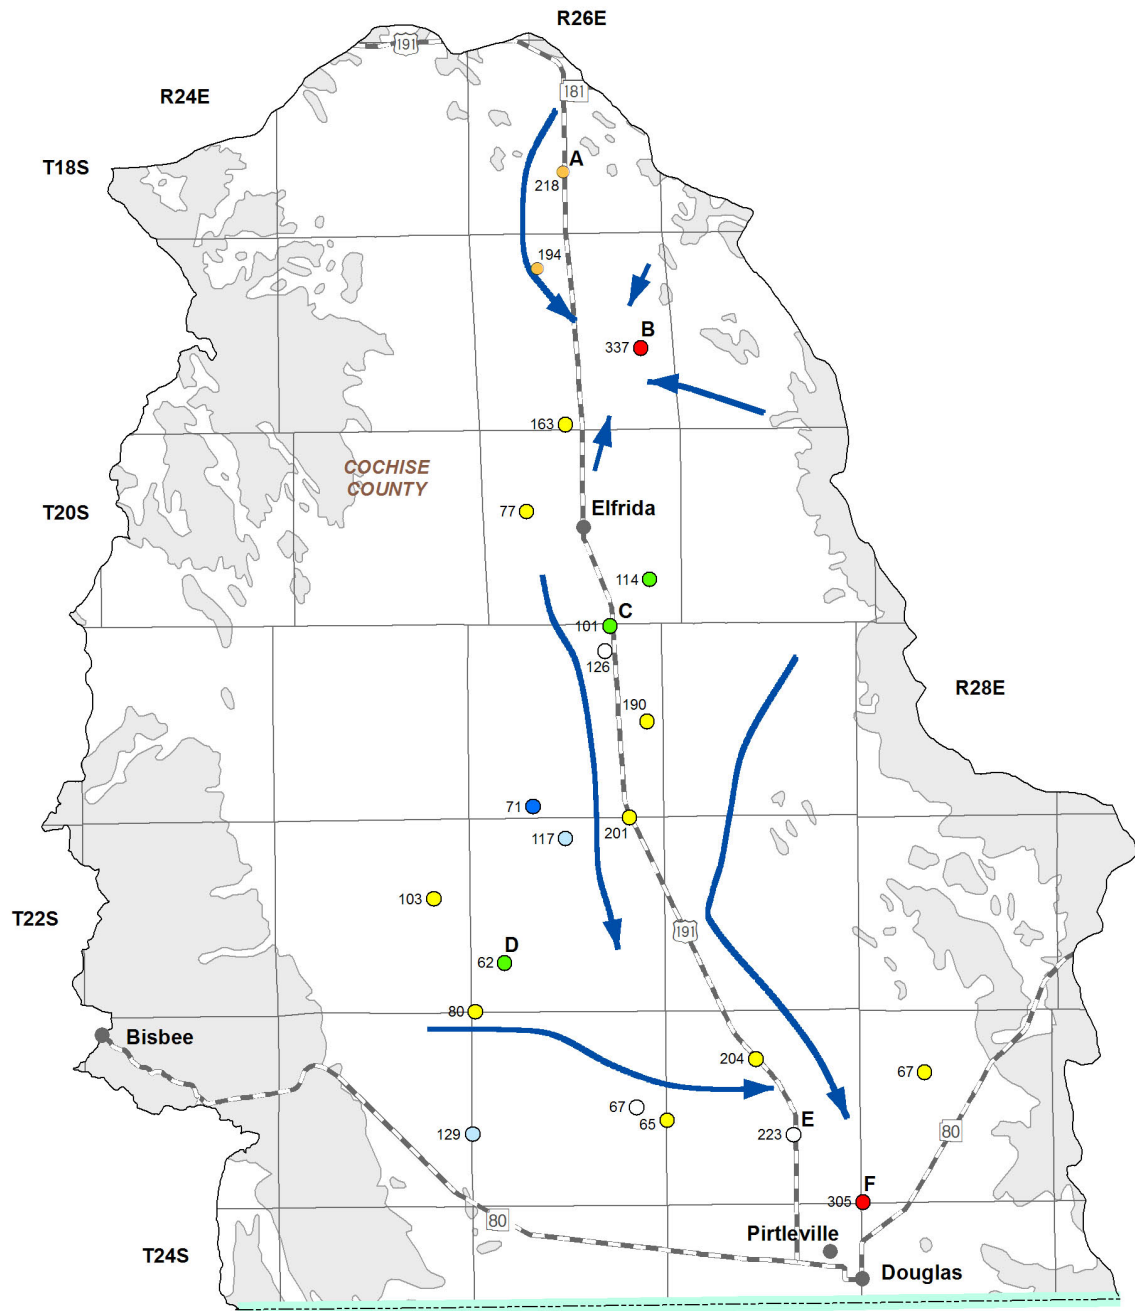 R26E
191
R24E
181
T18S
A
218
194
B
337
163
COCHISE
COUNTY
77
Elfrida
T20S
114
C
101
126
R28E
190
71
201
117
103
T22S
191
D
62
80
Bisbee
204
67
67
65
E
223
129
80
F
305
80
Pirtleville
T24S
Douglas